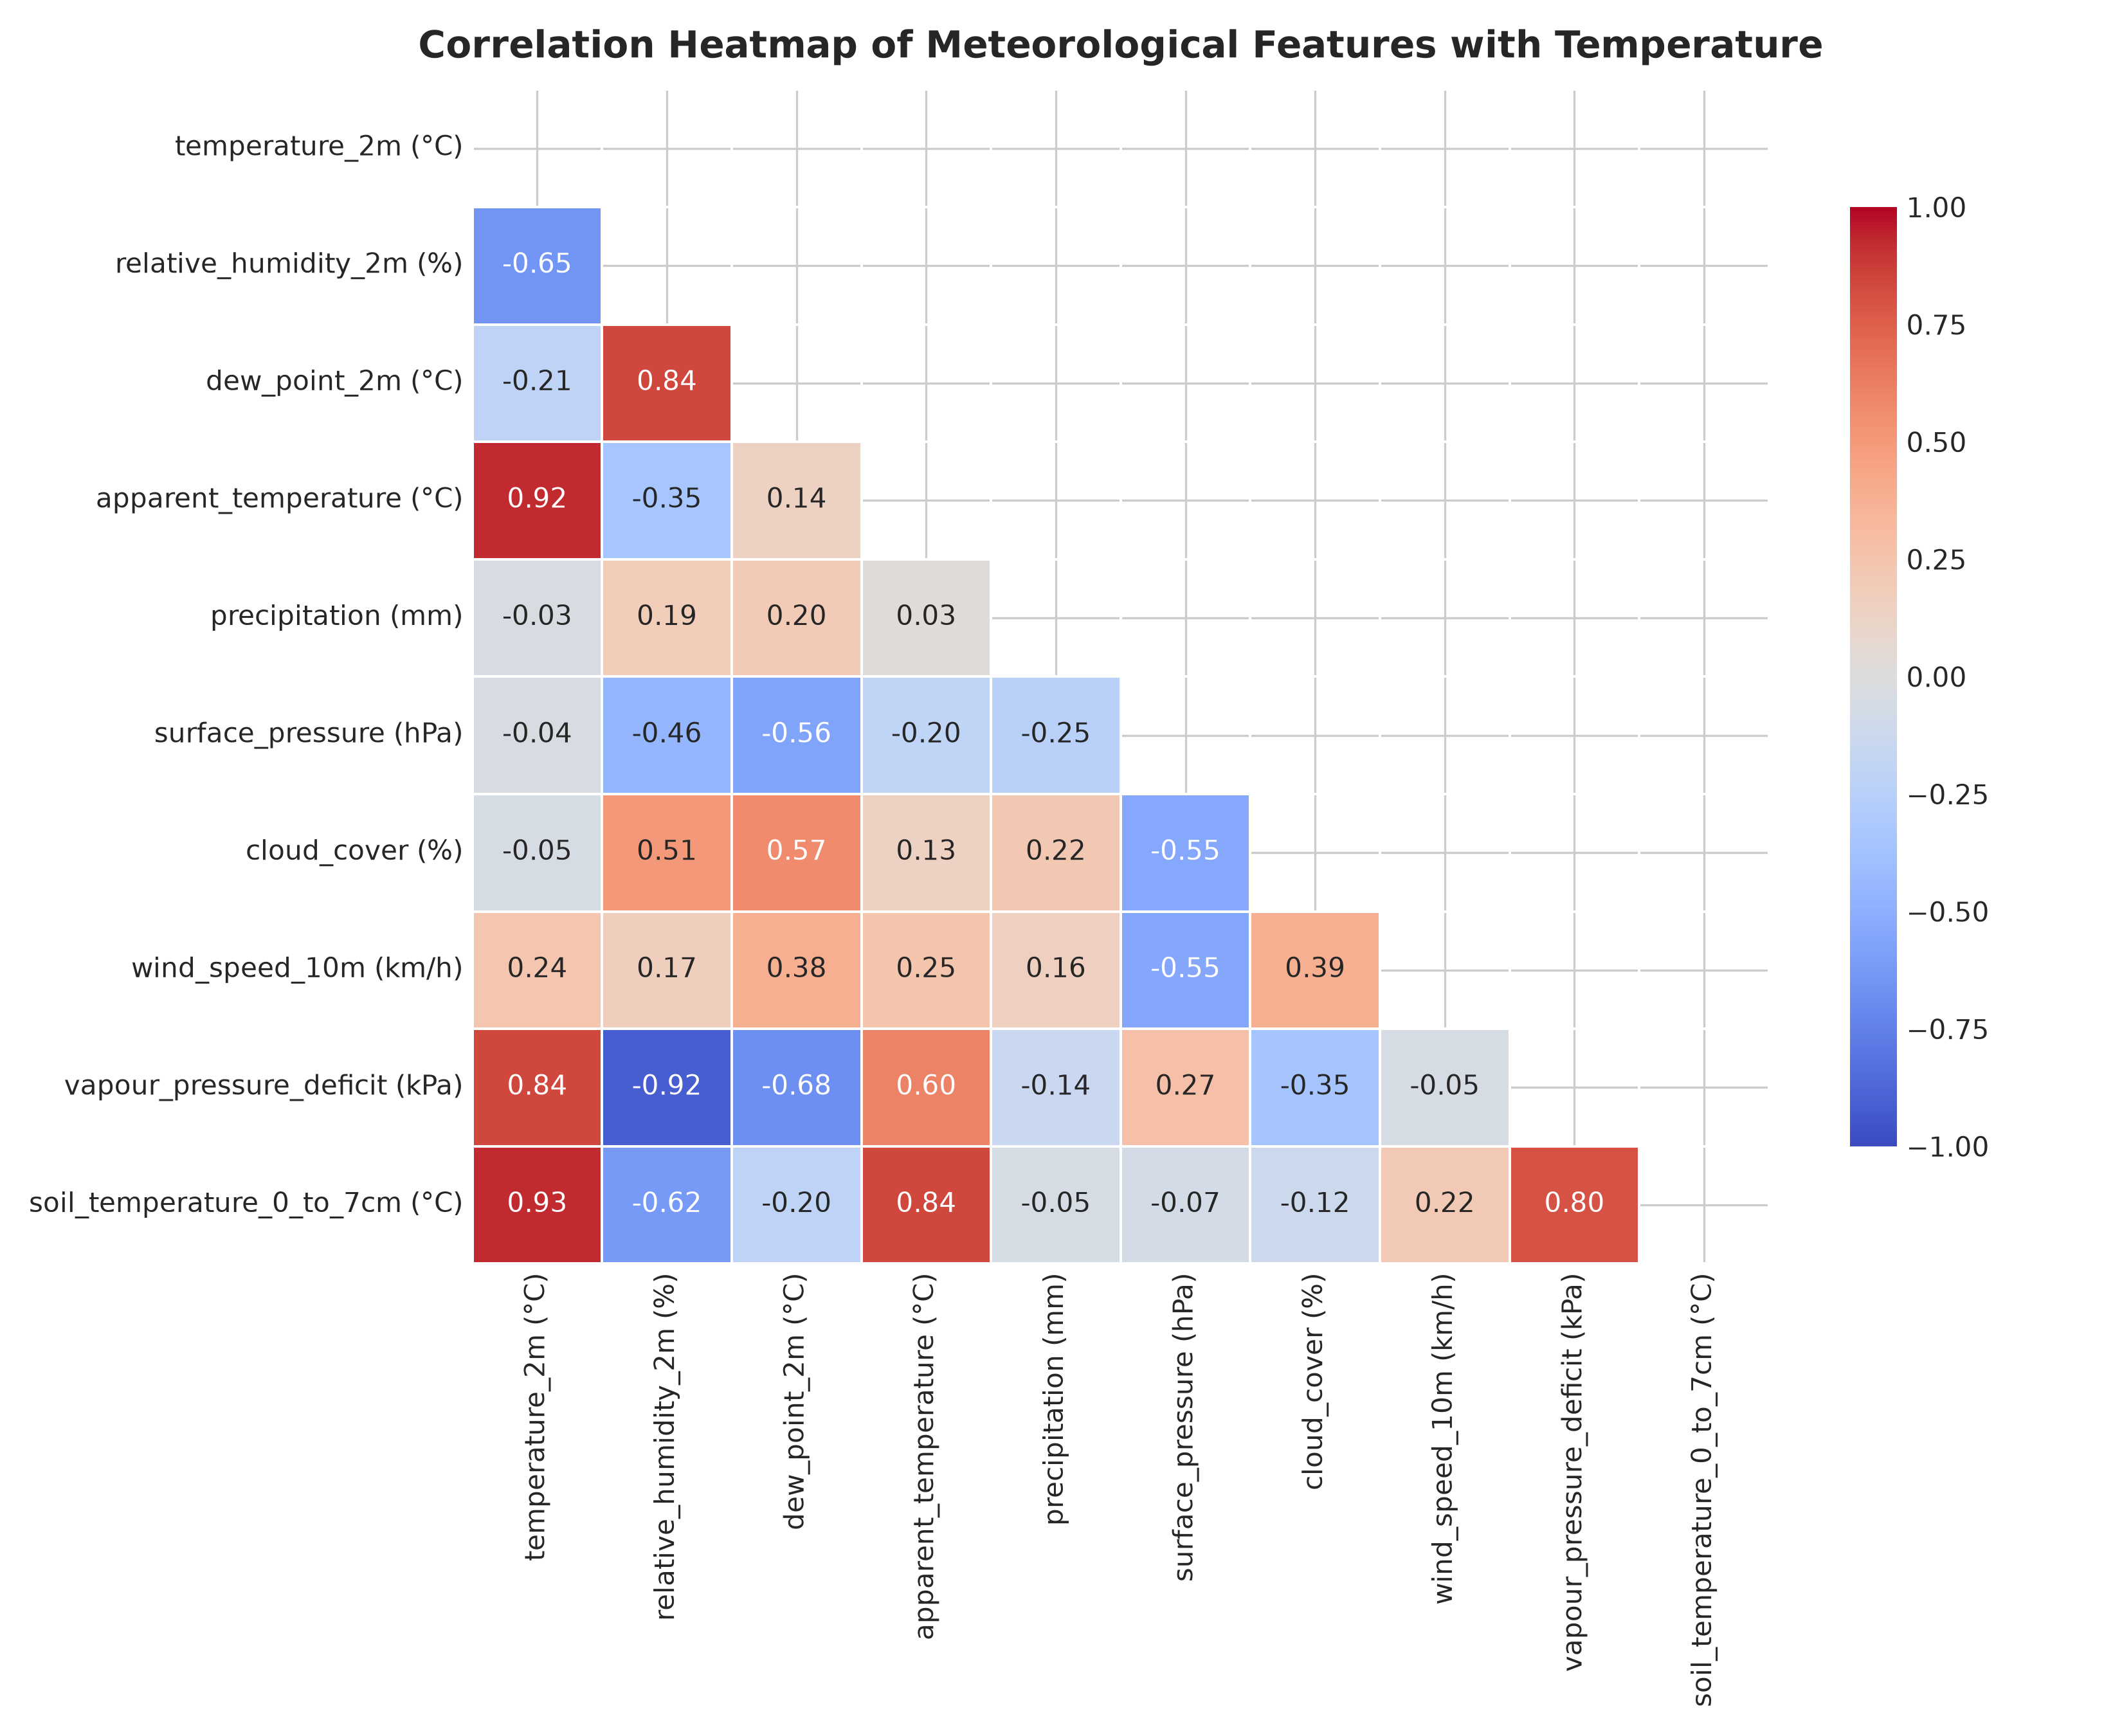 Correlation Heatmap of Meteorological Features with Temperature
temperature_2m (°C)
relative_humidity_2m (%) -0.65
dew_point_2m (°C) -0.21 0.84
apparent_temperature (°C) 0.92 -0.35 0.14
precipitation (mm) -0.03 0.19 0.20 0.03
surface_pressure (hPa) -0.04 -0.46 -0.56 -0.20 -0.25
cloud_cover (%) -0.05 0.51 0.57 0.13 0.22 -0.55
wind_speed_10m (km/h) 0.24 0.17 0.38 0.25 0.16 -0.55 0.39
vapour_pressure_deficit (kPa) 0.84 -0.92 -0.68 0.60 -0.14 0.27 -0.35 -0.05
soil_temperature_0_to_7cm (°C) 0.93 -0.62 -0.20 0.84 -0.05 -0.07 -0.12 0.22 0.80
temperature_2m (°C)
relative_humidity_2m (%)
dew_point_2m (°C)
apparent_temperature (°C)
precipitation (mm)
surface_pressure (hPa)
cloud_cover (%)
wind_speed_10m (km/h)
vapour_pressure_deficit (kPa)
soil_temperature_0_to_7cm (°C)
1.00
0.75
0.50
0.25
0.00
−0.25
−0.50
−0.75
−1.00